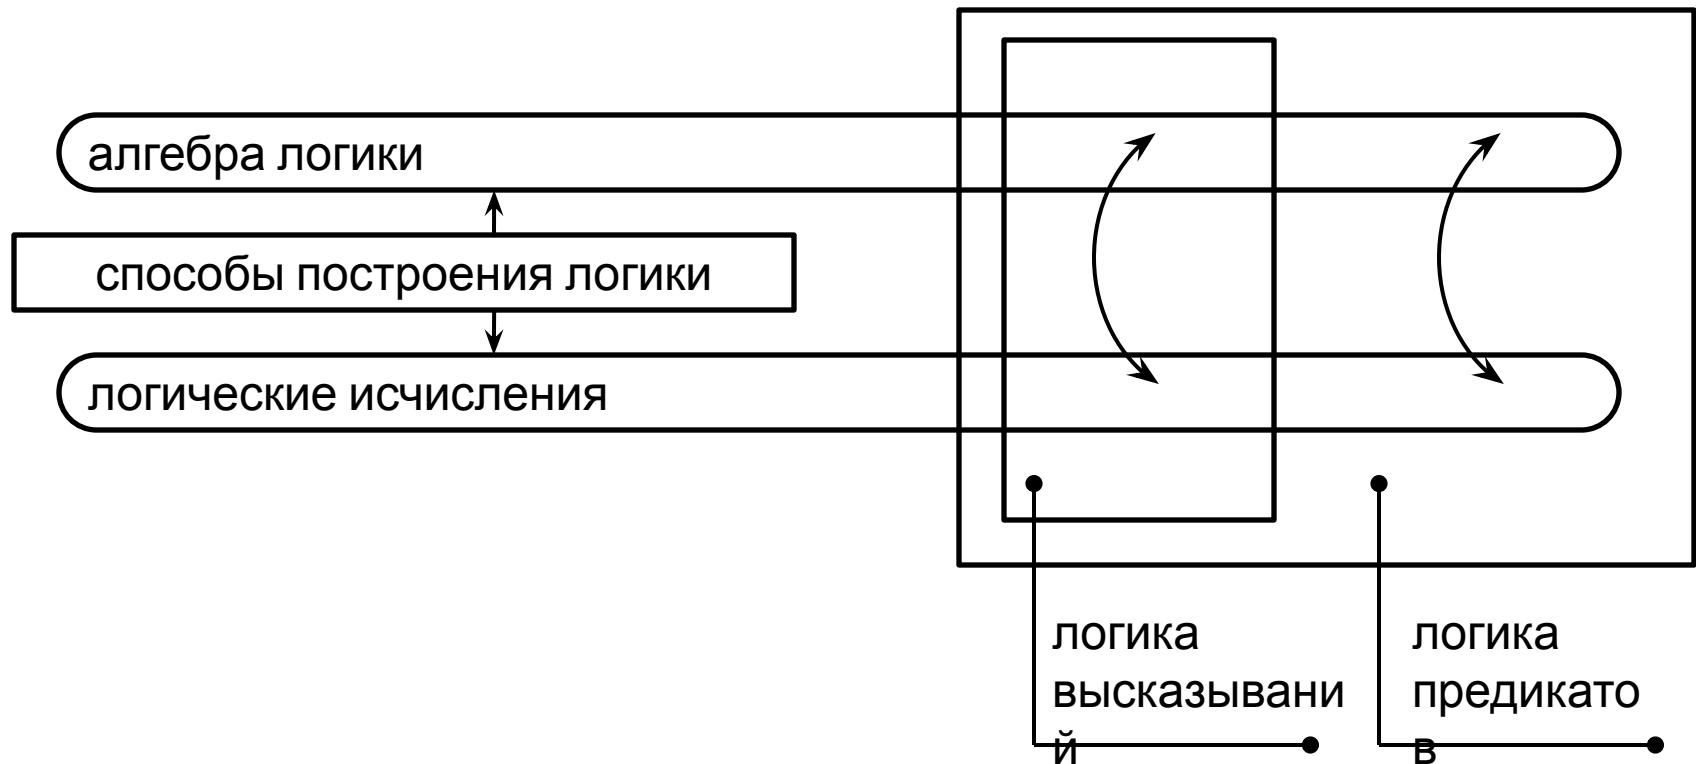 алгебра логики
способы построения логики
логические исчисления
логика
высказывани
й
логика
предикато
в